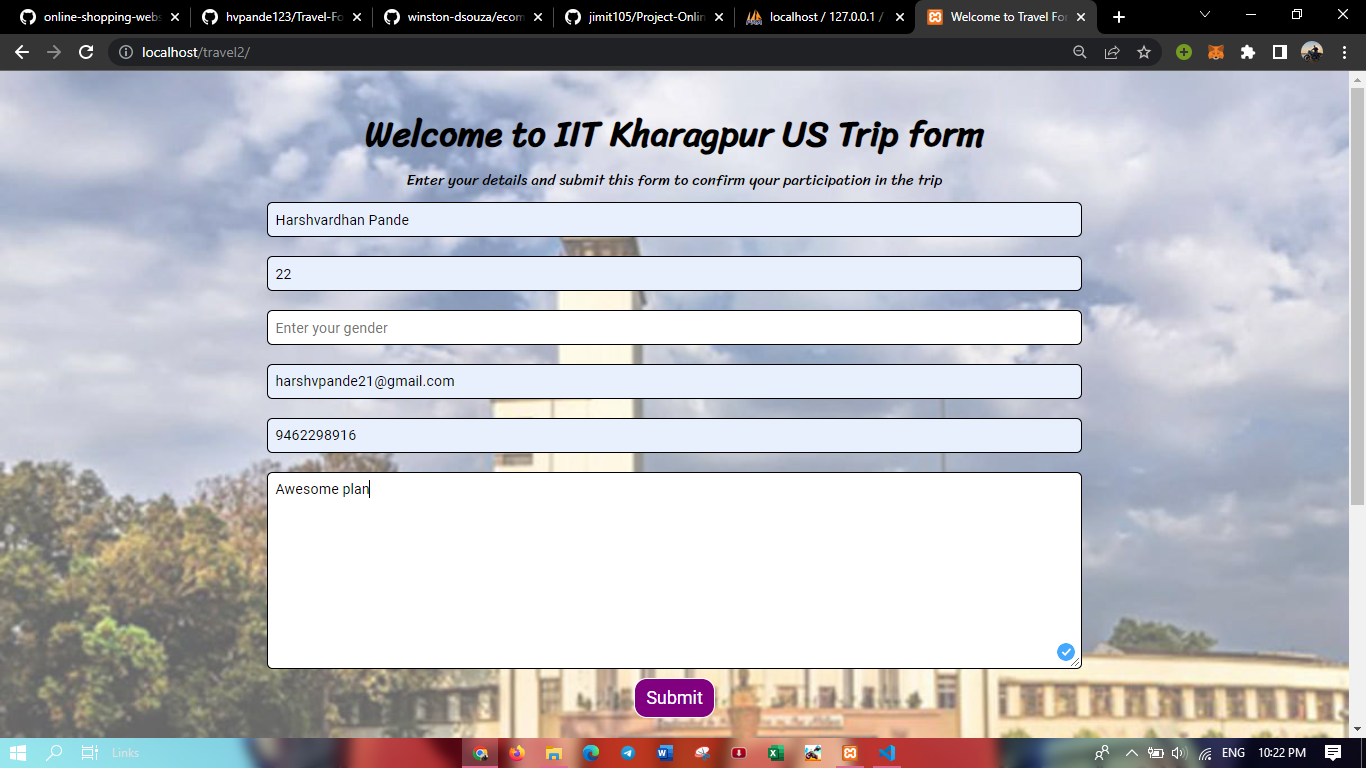 online-shopping-webs
hvpande123/Travel-Fo
winston-dsouza/ecom
jimit105/Project-Onlin
localhost / 127.0.0.1 /
Welcome to Travel For
localhost/travel2/
Welcome to IIT Kharagpur US Trip form
Enter your details and submit this form to confirm your participation in the trip
Harshvardhan Pande
22
Enter your gender
harshvpande21@gmail.com
9462298916
Awesome plan
Submit
Links
ENG
10:22 PM